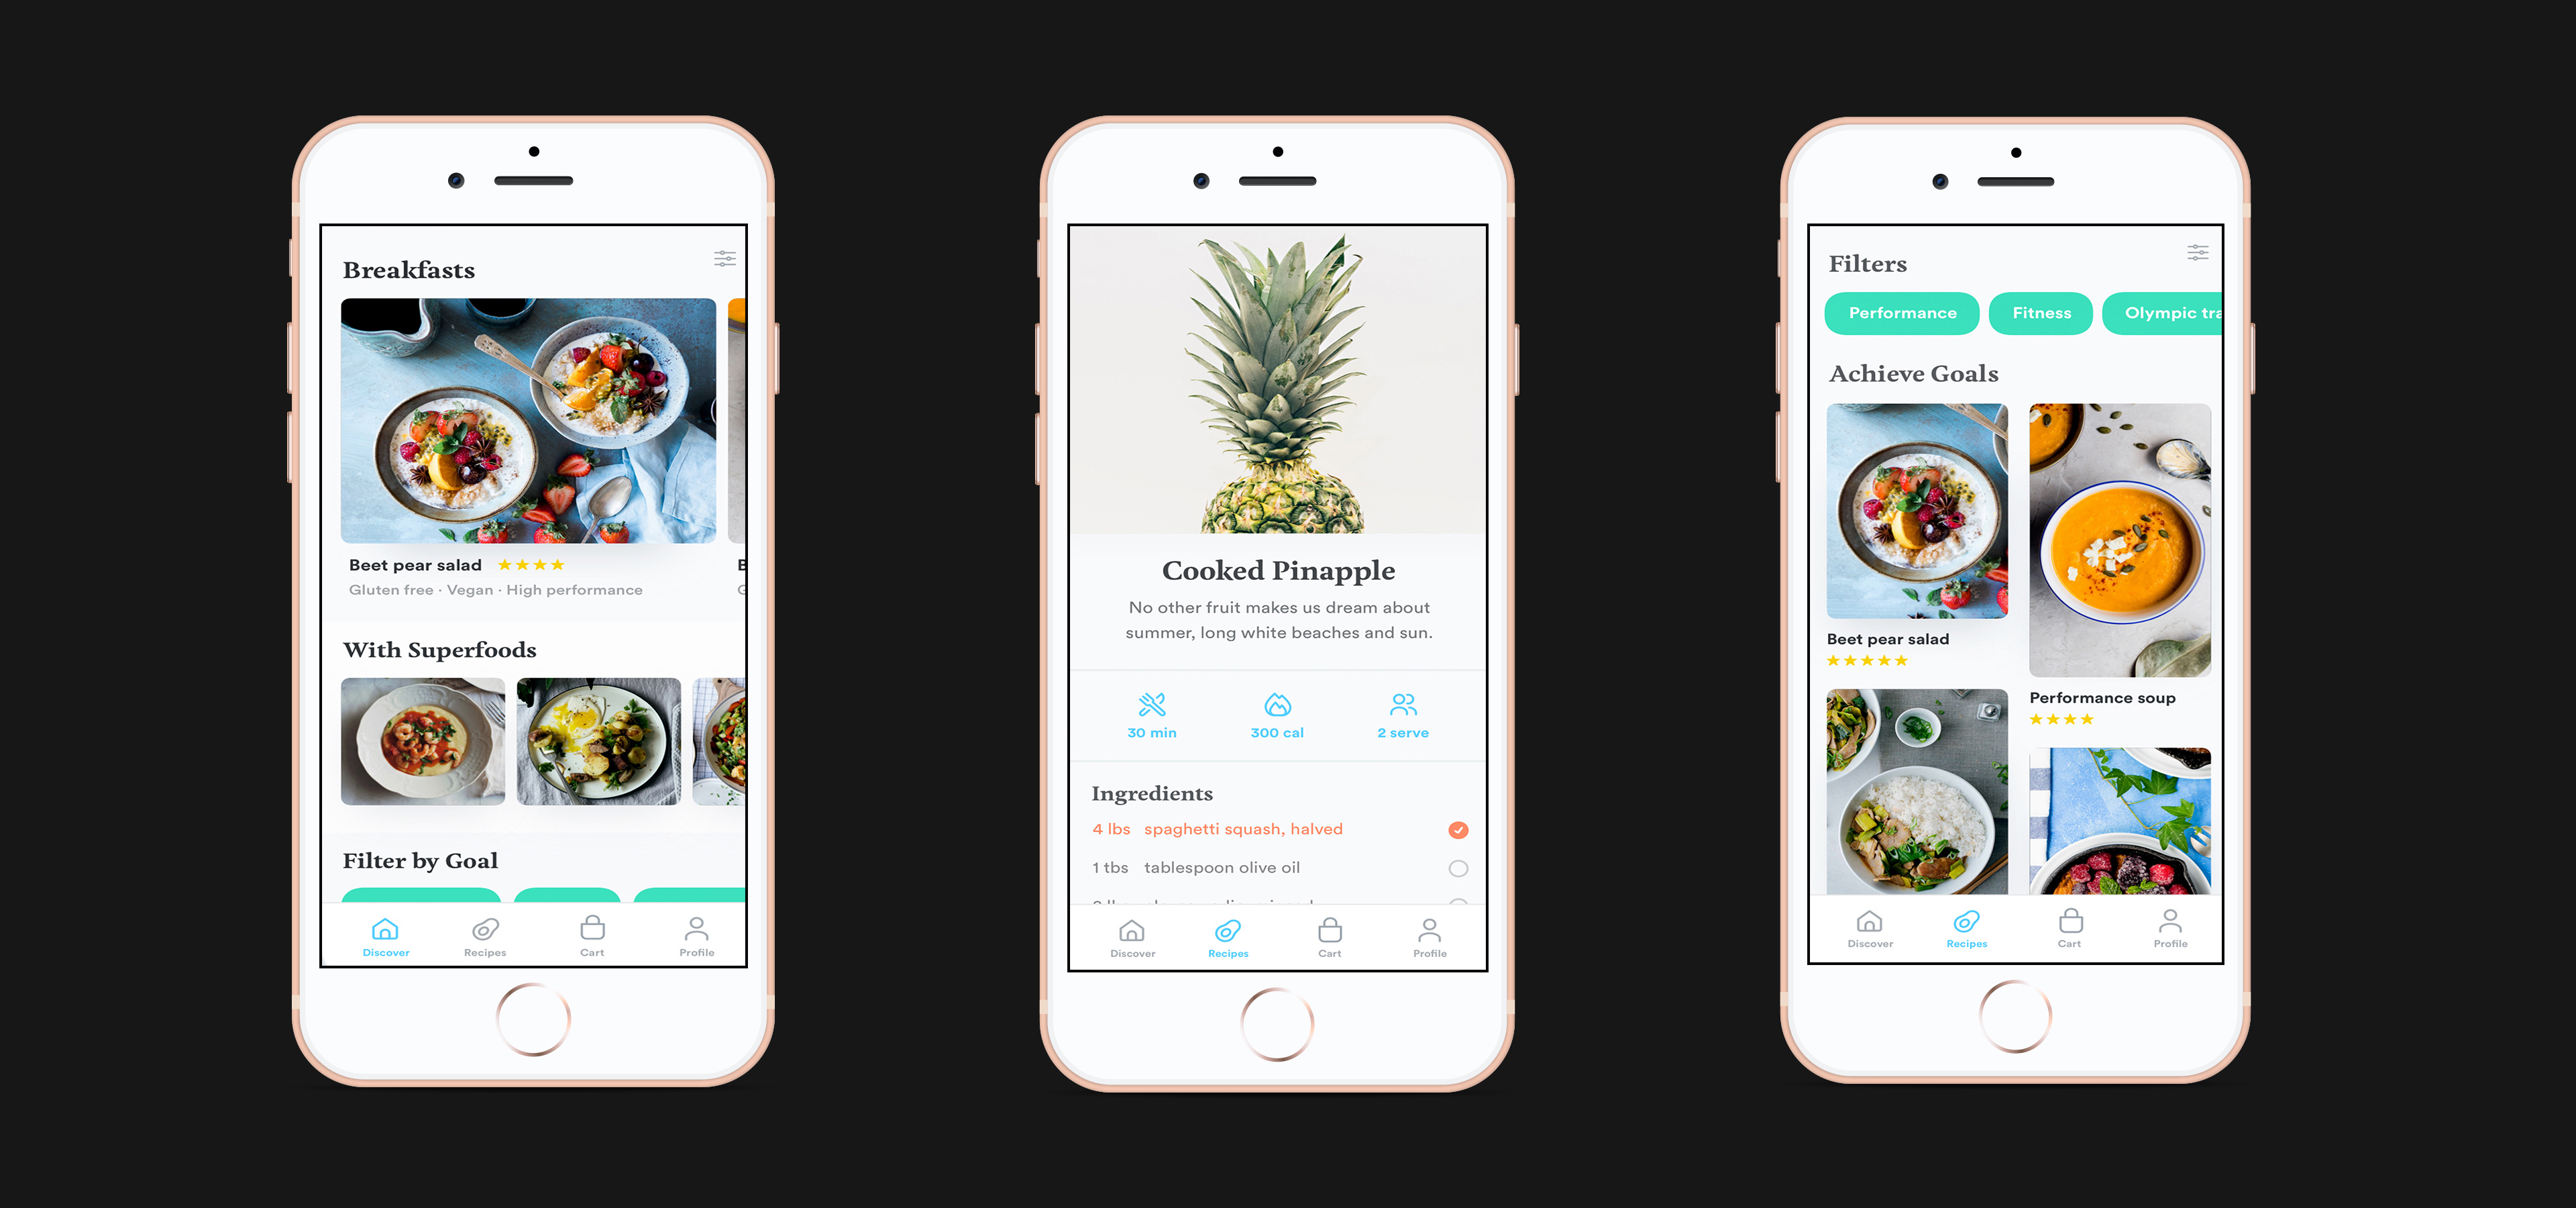 Breakfasts
Beet pear salad
Gluten free · Vegan · High performance
With Superfoods
Filter by Goal
Discover Recipes Cart Profile
Cooked Pinapple
No other fruit makes us dream about
summer, long white beaches and sun.
30 min 300 cal 2 serve
Ingredients
4 lbs spaghetti squash, halved
1 tbs tablespoon olive oil
Discover Recipes Cart Profile
Filters
Performance Fitness Olympic tra
Achieve Goals
Beet pear salad
Performance soup
Discover Recipes Cart Profile